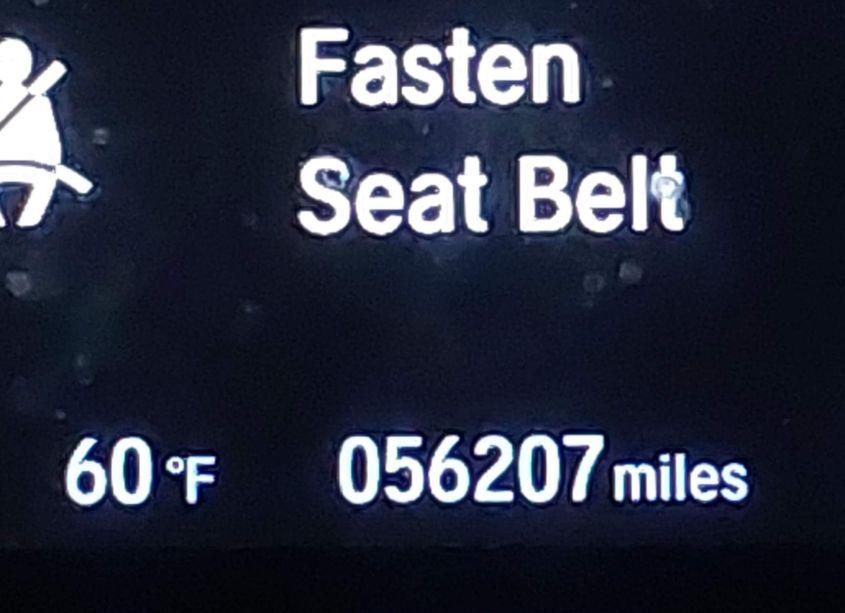 Fasten
Seat Belt
60 °F 056207 miles